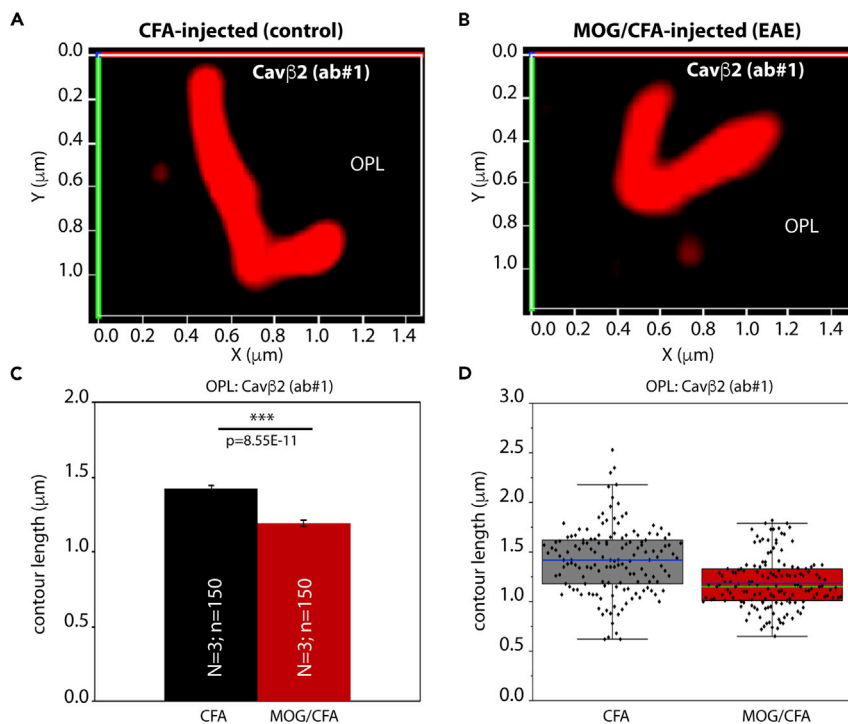 A
CFA-injected (control)
Cavβ2 (ab#1)
OPL
0.0
0.2
0.4
0.6
0.8
1.0
Y (μm)
0.0 0.2 0.4 0.6 0.8 1.0 1.2 1.4
X (μm)
B
MOG/CFA-injected (EAE)
Cavβ2 (ab#1)
OPL
0.0
0.2
0.4
0.6
0.8
1.0
Y (μm)
0.0 0.2 0.4 0.6 0.8 1.0 1.2 1.4
X (μm)
C
OPL: Cavβ2 (ab#1)
2.0
1.5
1.0
0.5
0.0
contour length (μm)
***
p=8.55E-11
N=3; n=150
N=3; n=150
CFA MOG/CFA
D
OPL: Cavβ2 (ab#1)
3.0
2.5
2.0
1.5
1.0
0.5
0.0
contour length (μm)
CFA MOG/CFA